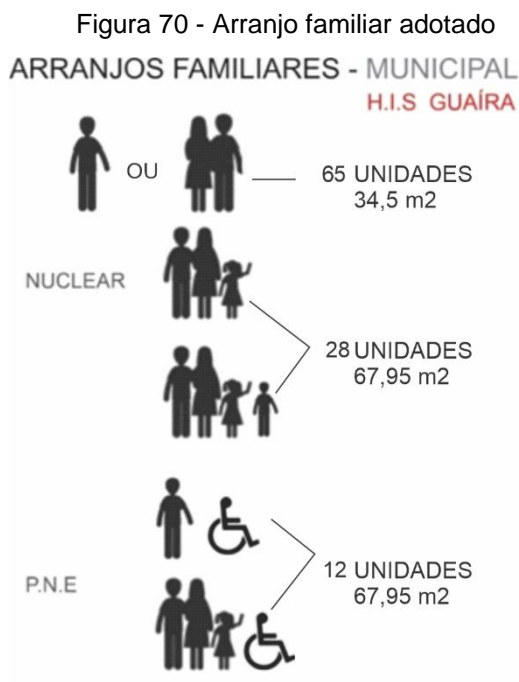 Figura 70 - Arranjo familiar adotado
ARRANJOS FAMILIARES - MUNICIPAL
H.I.S GUAÍRA
OU
65 UNIDADES
34,5 m2
NUCLEAR
28 UNIDADES
67,95 m2
P.N.E
12 UNIDADES
67,95 m2